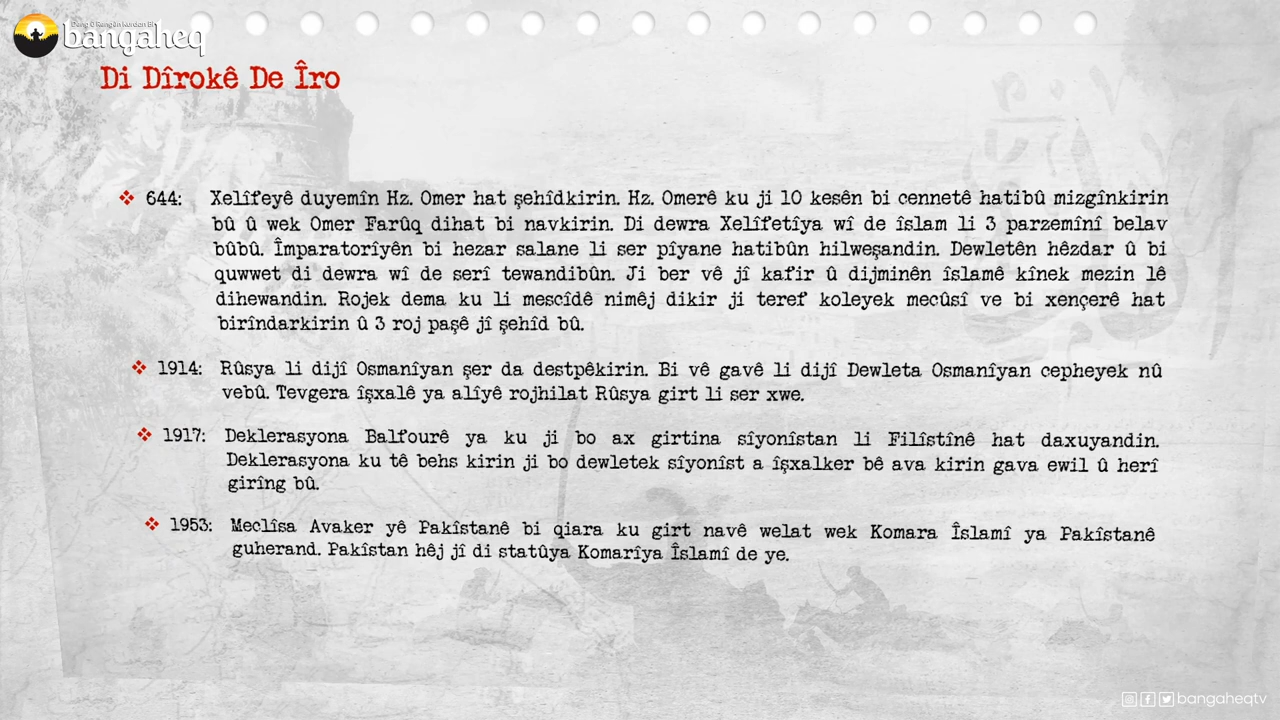 Deng û Rengên Kurdan Bi
bangaheq
Di Dîrokê De Îro
❖ 644: Xelîfeyê duyemîn Hz. Omer hat şehîdkirin. Hz. Omerê ku ji 10 kesên bi cennetê hatibû mizgînkirin
bû û wek Omer Farûq dihat bi navkirin. Di dewra Xelîfetîya wî de îslam li 3 parzemînî belav
bûbû. Împaratorîyên bi hezar salane li ser pîyane hatibûn hilweşandin. Dewletên hêzdar û bi
quwwet di dewra wî de serî tewandibûn. Ji ber vê jî kafir û dijminên îslamê kînek mezin lê
dihewandin. Rojek dema ku li mescîdê nimêj dikir ji teref koleyek mecûsî ve bi xençerê hat
birîndarkirin û 3 roj paşê jî şehîd bû.
❖ 1914: Rûsya li dijî Osmanîyan şer da destpêkirin. Bi vê gavê li dijî Dewleta Osmanîyan cepheyek nû
vebû. Tevgera îşxalê ya alîyê rojhilat Rûsya girt li ser xwe.
❖ 1917: Deklerasyona Balfourê ya ku ji bo ax girtina sîyonîstan li Filîstînê hat daxuyandin.
Deklerasyona ku tê behs kirin ji bo dewletek sîyonîst a îşxalker bê ava kirin gava ewil û herî
girîng bû.
❖ 1953: Meclîsa Avaker yê Pakîstanê bi qiara ku girt navê welat wek Komara Îslamî ya Pakîstanê
guherand. Pakîstan hêj jî di statûya Komarîya Îslamî de ye.
bangaheqtv